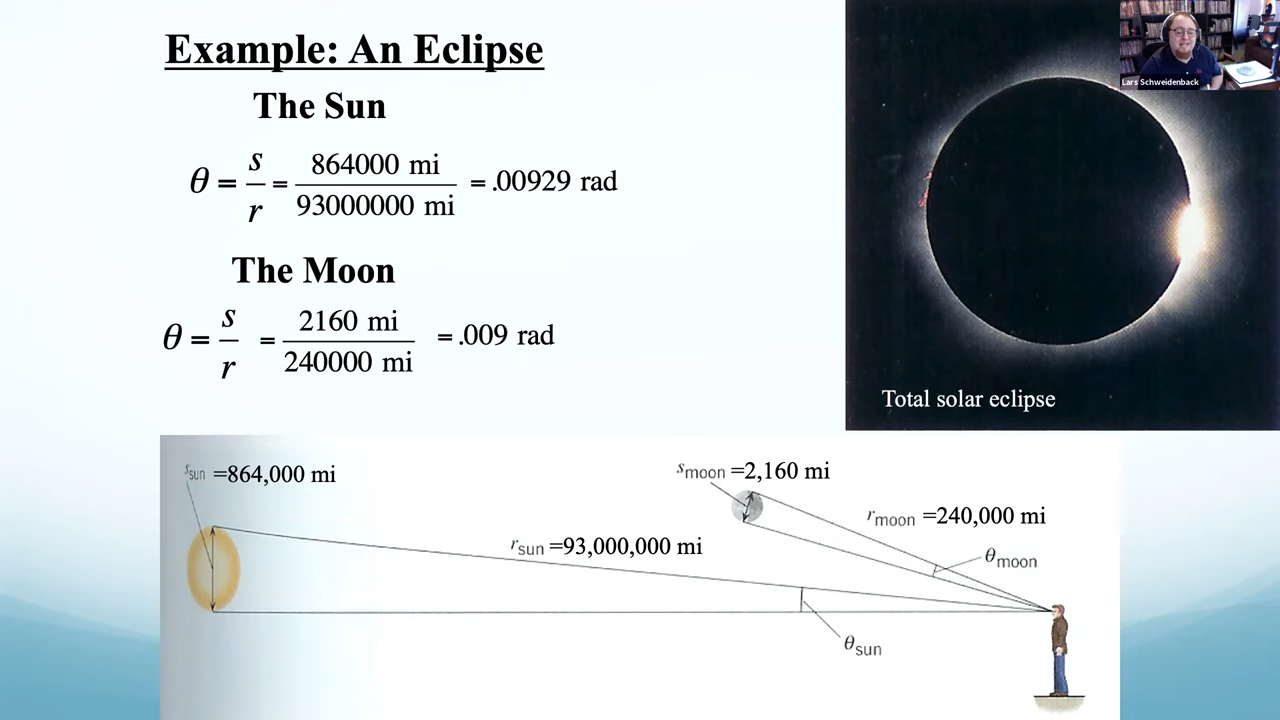 Example: An Eclipse
The Sun
θ = s/r = 864000 mi / 93000000 mi = .00929 rad
The Moon
θ = s/r = 2160 mi / 240000 mi = .009 rad
Lars Schweidenback
Total solar eclipse
s_sun =864,000 mi
s_moon =2,160 mi
r_moon =240,000 mi
r_sun =93,000,000 mi
θ_moon
θ_sun